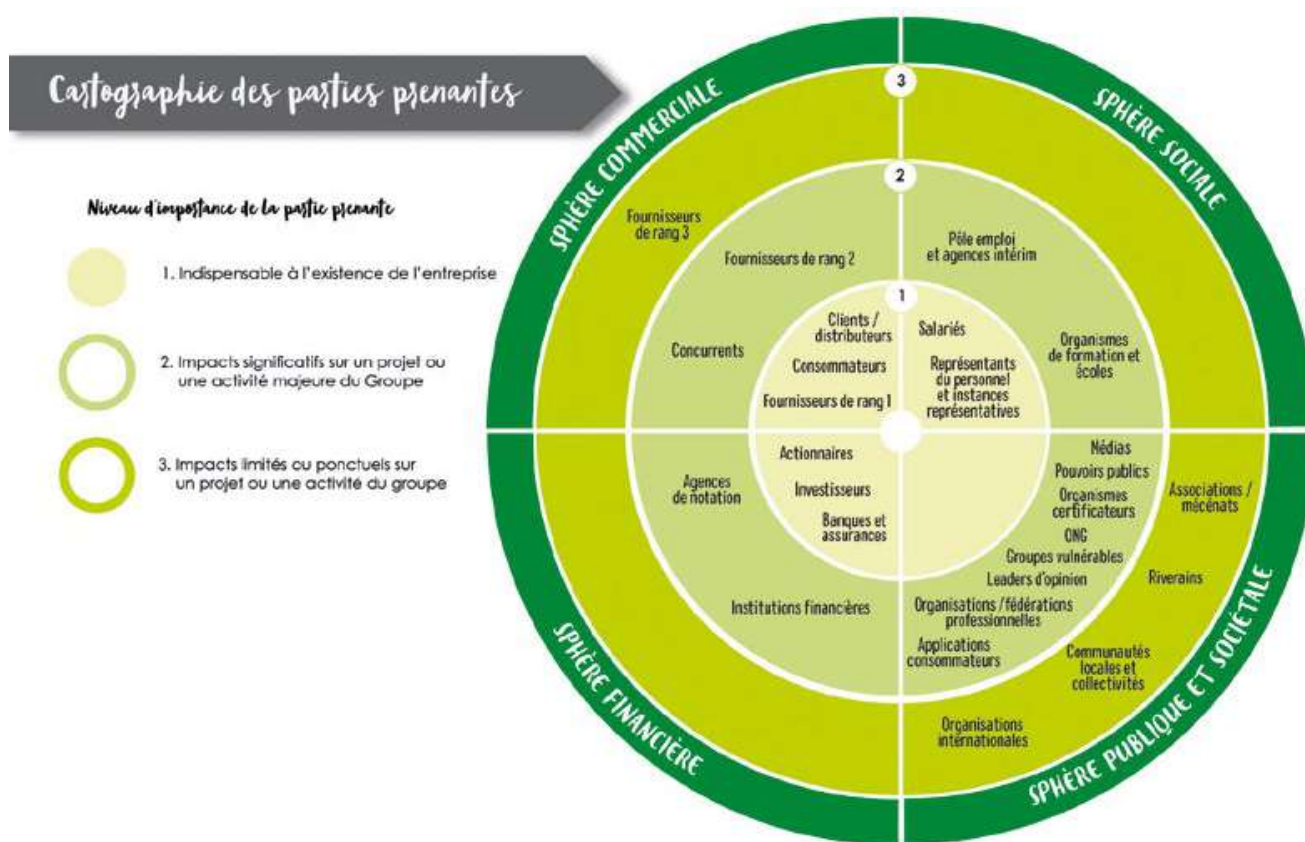 Cartographie des parties prenantes
Niveau d'importance de la partie prenante
1. Indispensable à l'existence de l'entreprise
2. Impacts significatifs sur un projet ou
une activité majeure du Groupe
3. Impacts limités ou ponctuels sur
un projet ou une activité du groupe
SPHÈRE COMMERCIALE
SPHÈRE SOCIALE
3
2
1
Fournisseurs
de rang 3
Fournisseurs de rang 2
Concurrents
Clients /
distributeurs
Consommateurs
Fournisseurs de rang 1
Pôle emploi
et agences intérim
Salariés
Représentants
du personnel
et instances
représentatives
Organismes
de formation et
écoles
Actionnaires
Investisseurs
Banques et
assurances
Agences
de notation
Institutions financières
Médias
Pouvoirs publics
Organismes
certificateurs
ONG
Groupes vulnérables
Leaders d'opinion
Organisations / fédérations
professionnelles
Applications
consommateurs
Associations /
mécénats
Riverains
Communautés
locales et
collectivités
Organisations
internationales
SPHÈRE FINANCIÈRE
SPHÈRE PUBLIQUE ET SOCIÉTALE